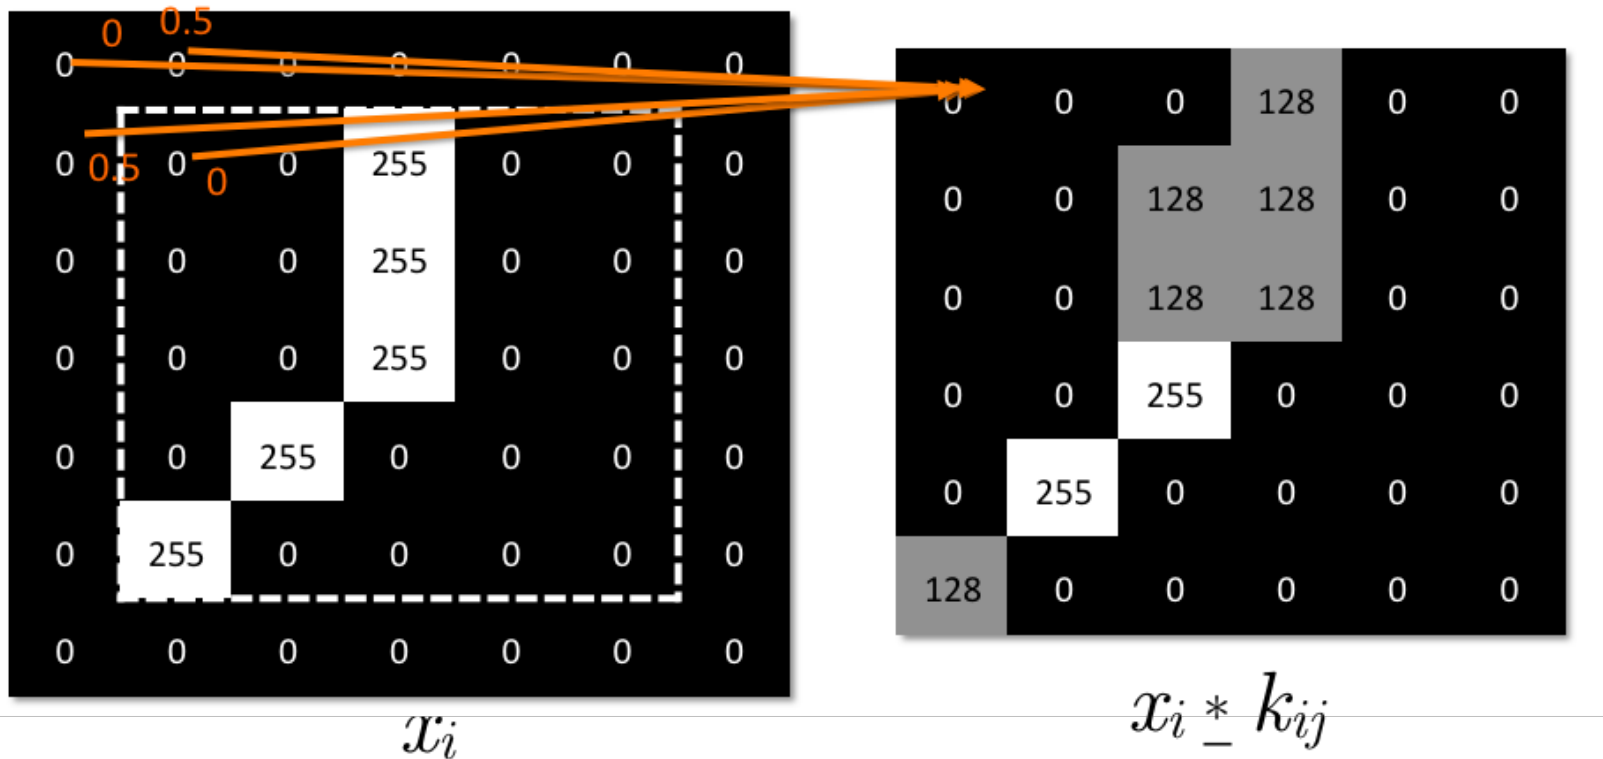 0 0.5
0 0 0 0 0 0 0
0 0.5 0 0 0 255 0 0 0
0 0 0 255 0 0 0
0 0 0 255 0 0 0
0 0 255 0 0 0 0
0 255 0 0 0 0 0
0 0 0 0 0 0 0
x_i
0 0 0 128 0 0
0 0 128 128 0 0
0 0 128 128 0 0
0 0 255 0 0 0
0 255 0 0 0 0
128 0 0 0 0 0
x_i * k_ij